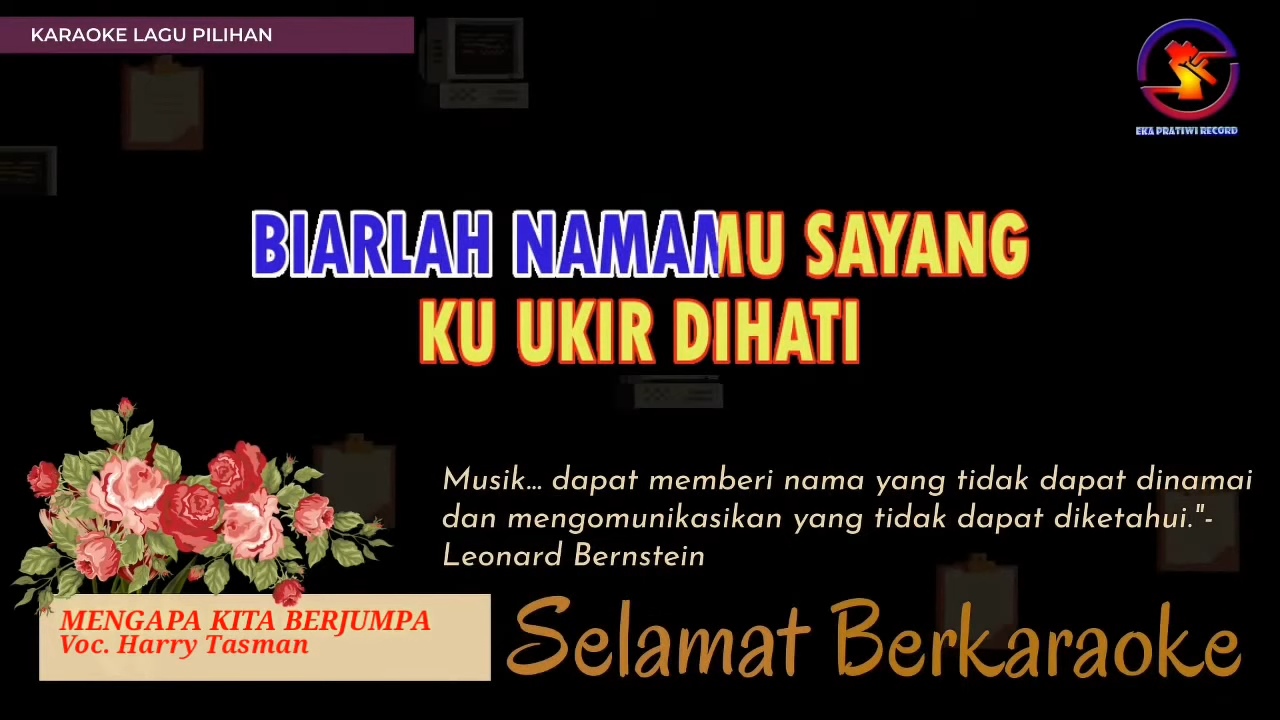 KARAOKE LAGU PILIHAN
EKA PRATIWI RECORD
BIARLAH NAMAMU SAYANG
KU UKIR DIHATI
Musik... dapat memberi nama yang tidak dapat dinamai
dan mengomunikasikan yang tidak dapat diketahui."-
Leonard Bernstein
MENGAPA KITA BERJUMPA
Voc. Harry Tasman
Selamat Berkaraoke